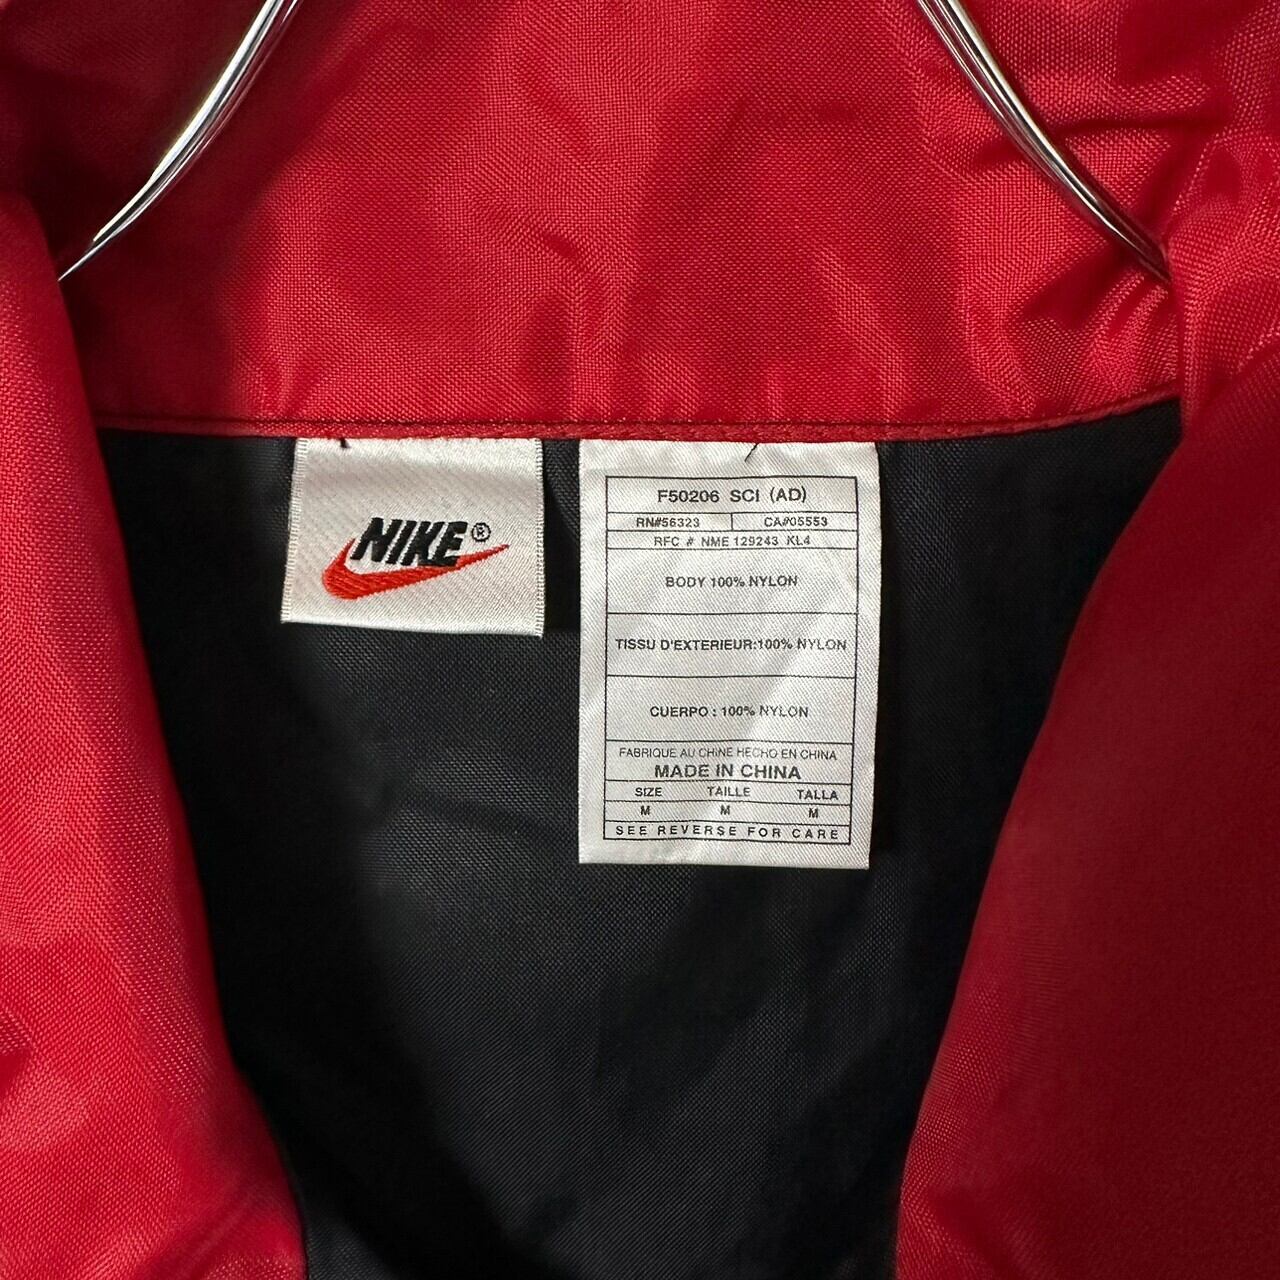 NIKE®
F50206 SCI (AD)
RN#56323 CA#05553
RFC # NME 129243 KL4
BODY 100% NYLON
TISSU D'EXTERIEUR:100% NYLON
CUERPO : 100% NYLON
FABRIQUE AU CHINE HECHO EN CHINA
MADE IN CHINA
SIZE TAILLE TALLA
M M M
SEE REVERSE FOR CARE